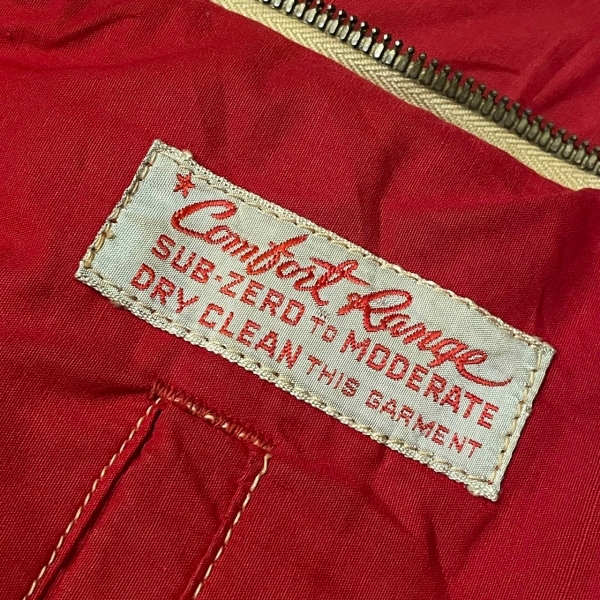 *Comfort Range
SUB-ZERO TO MODERATE
DRY CLEAN THIS GARMENT